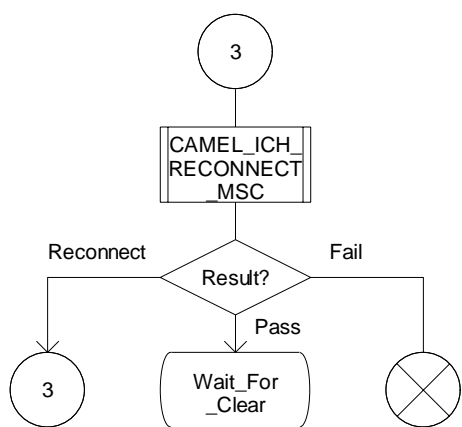 3
CAMEL_ICH_
RECONNECT
_MSC
Reconnect
Result?
Fail
Pass
3
Wait_For
_Clear